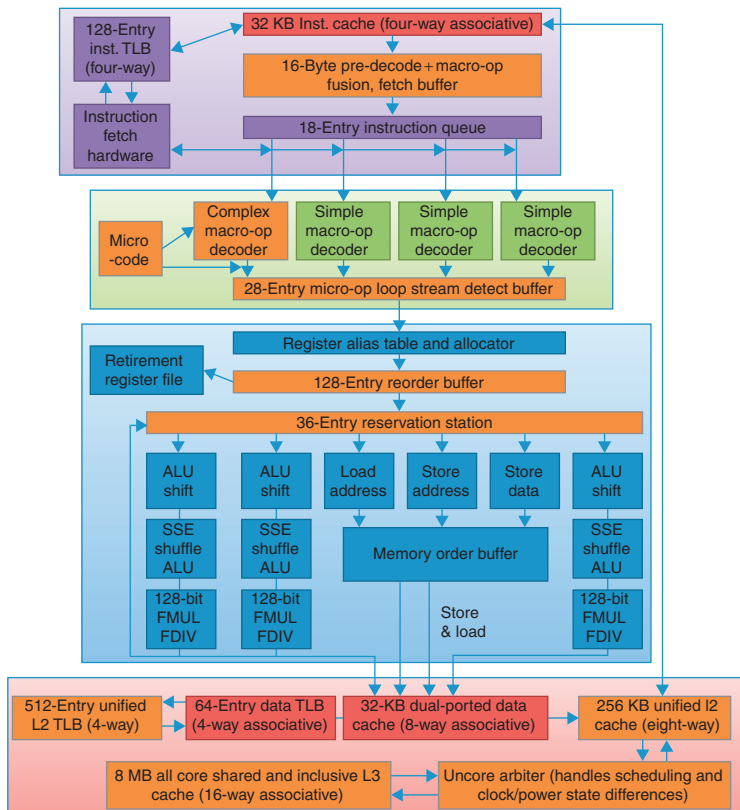 128-Entry
inst. TLB
(four-way)
32 KB Inst. cache (four-way associative)
16-Byte pre-decode+macro-op
fusion, fetch buffer
Instruction
fetch
hardware
18-Entry instruction queue
Micro
-code
Complex
macro-op
decoder
Simple
macro-op
decoder
Simple
macro-op
decoder
Simple
macro-op
decoder
28-Entry micro-op loop stream detect buffer
Register alias table and allocator
Retirement
register file
128-Entry reorder buffer
36-Entry reservation station
ALU
shift
ALU
shift
Load
address
Store
address
Store
data
ALU
shift
SSE
shuffle
ALU
SSE
shuffle
ALU
Memory order buffer
SSE
shuffle
ALU
128-bit
FMUL
FDIV
128-bit
FMUL
FDIV
Store
& load
128-bit
FMUL
FDIV
512-Entry unified
L2 TLB (4-way)
64-Entry data TLB
(4-way associative)
32-KB dual-ported data
cache (8-way associative)
256 KB unified l2
cache (eight-way)
8 MB all core shared and inclusive L3
cache (16-way associative)
Uncore arbiter (handles scheduling and
clock/power state differences)